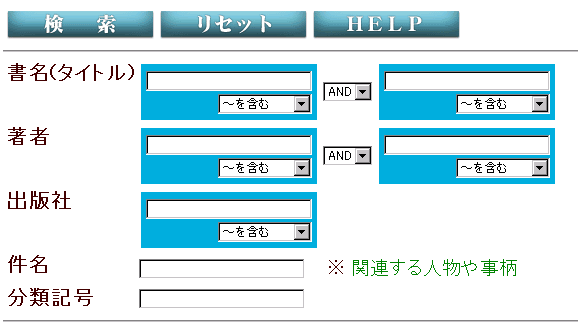 検 索 リセット HELP
書名(タイトル) AND
～を含む ～を含む
著者 AND
～を含む ～を含む
出版社
～を含む
件名 ※ 関連する人物や事柄
分類記号